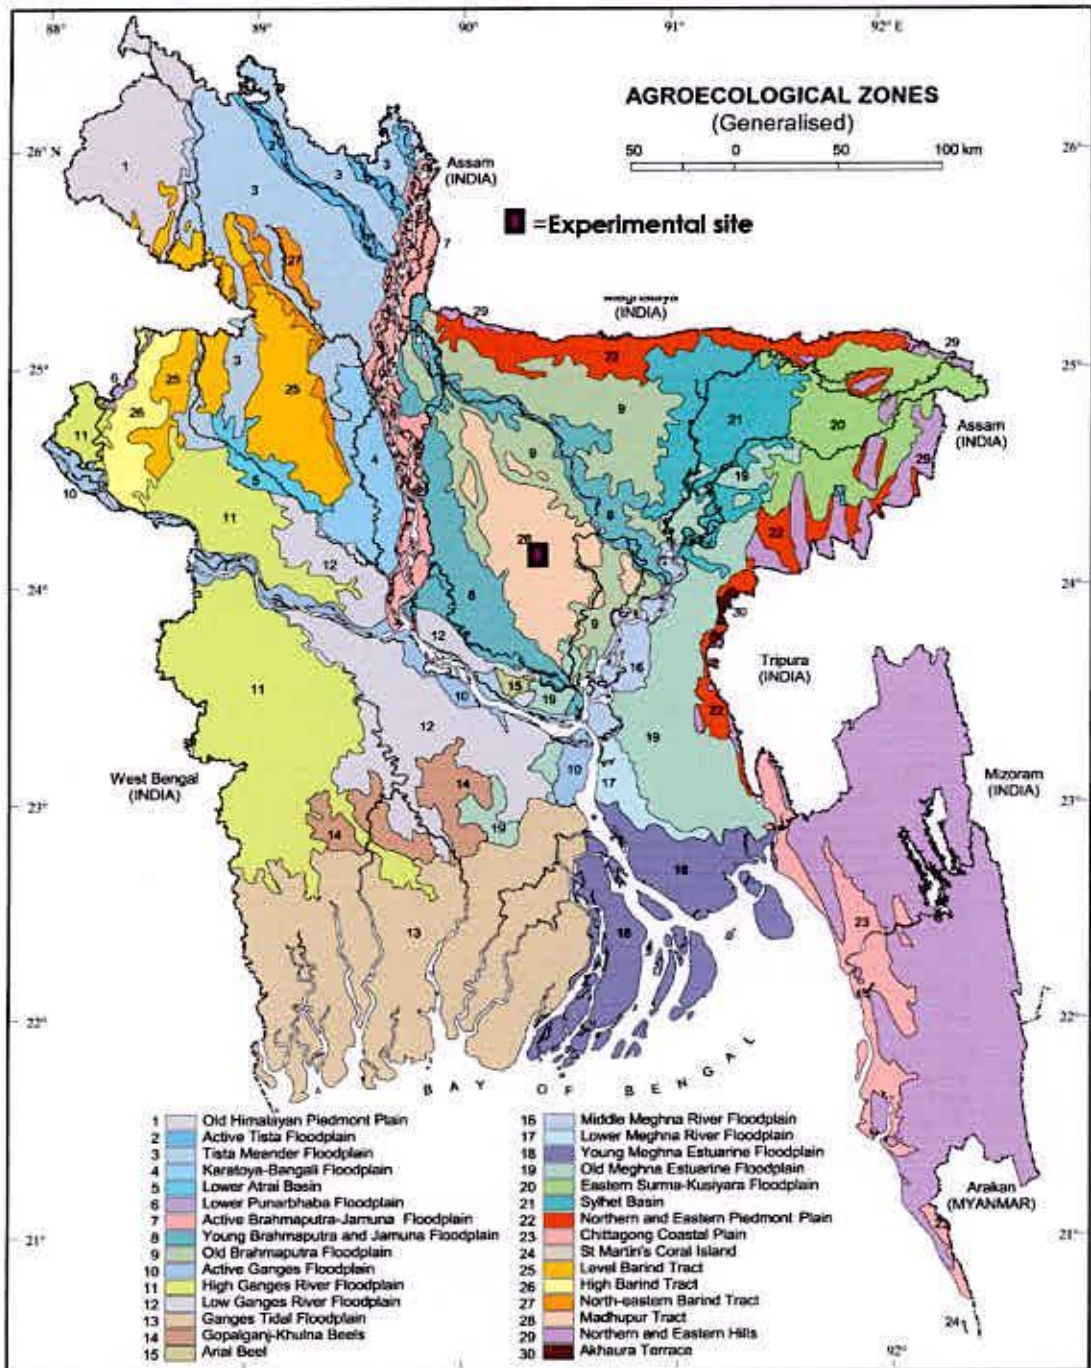 88° 89° 90° 91° 92° E
AGROECOLOGICAL ZONES
(Generalised)
50 0 50 100 km
26° N
26°
Assam
(INDIA)
=Experimental site
(INDIA)
25°
25°
Assam
(INDIA)
24°
24°
Tripura
(INDIA)
West Bengal
(INDIA)
Mizoram
(INDIA)
23°
23°
22°
22°
BAY OF BENGAL
Arakan
(MYANMAR)
21°
21°
92°
1 Old Himalayan Piedmont Plain
2 Active Tista Floodplain
3 Tista Meander Floodplain
4 Karatoya-Bangali Floodplain
5 Lower Atrai Basin
6 Lower Punarbhaba Floodplain
7 Active Brahmaputra-Jamuna Floodplain
8 Young Brahmaputra and Jamuna Floodplain
9 Old Brahmaputra Floodplain
10 Active Ganges Floodplain
11 High Ganges River Floodplain
12 Low Ganges River Floodplain
13 Ganges Tidal Floodplain
14 Gopalganj-Khulna Beels
15 Arial Beel
16 Middle Meghna River Floodplain
17 Lower Meghna River Floodplain
18 Young Meghna Estuarine Floodplain
19 Old Meghna Estuarine Floodplain
20 Eastern Surma-Kusiyara Floodplain
21 Sylhet Basin
22 Northern and Eastern Piedmont Plain
23 Chittagong Coastal Plain
24 St Martin's Coral Island
25 Level Barind Tract
26 High Barind Tract
27 North-eastern Barind Tract
28 Madhupur Tract
29 Northern and Eastern Hills
30 Akhaura Terrace